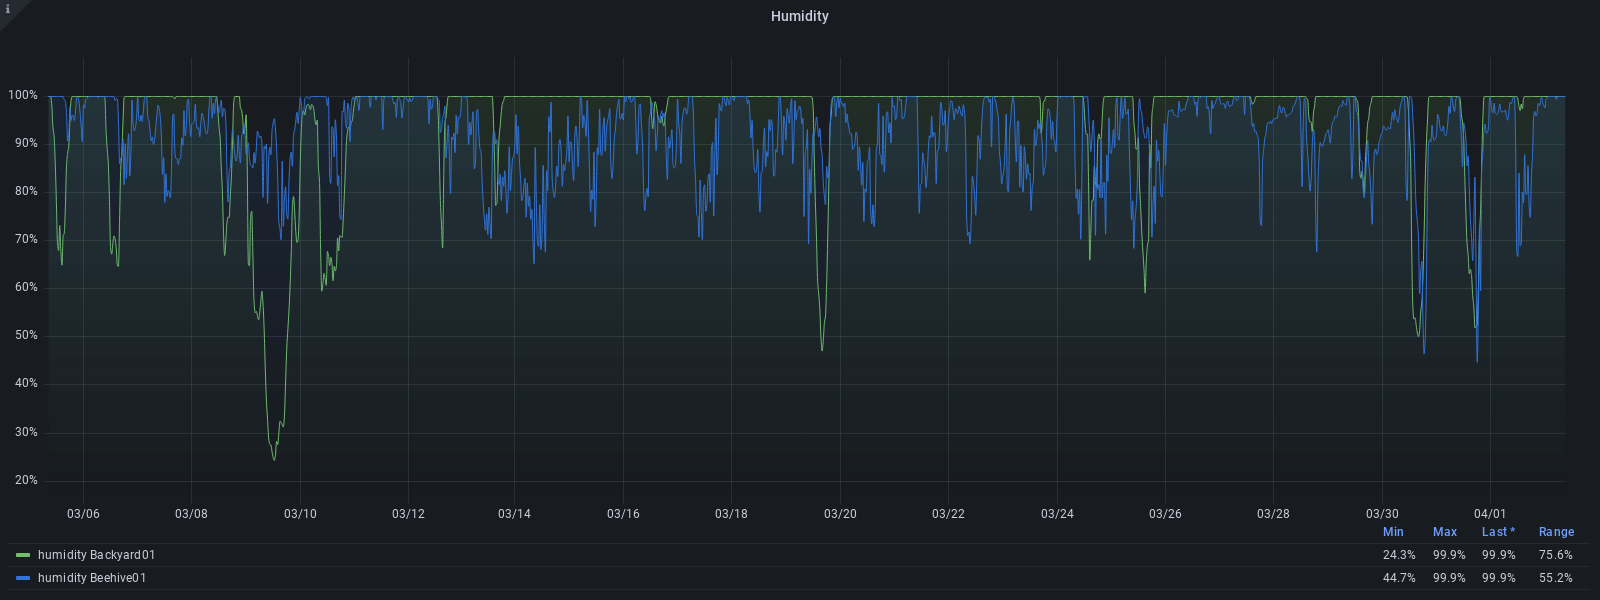 i
Humidity
100%
90%
80%
70%
60%
50%
40%
30%
20%
03/06 03/08 03/10 03/12 03/14 03/16 03/18 03/20 03/22 03/24 03/26 03/28 03/30 04/01
Min Max Last * Range
humidity Backyard01 24.3% 99.9% 99.9% 75.6%
humidity Beehive01 44.7% 99.9% 99.9% 55.2%